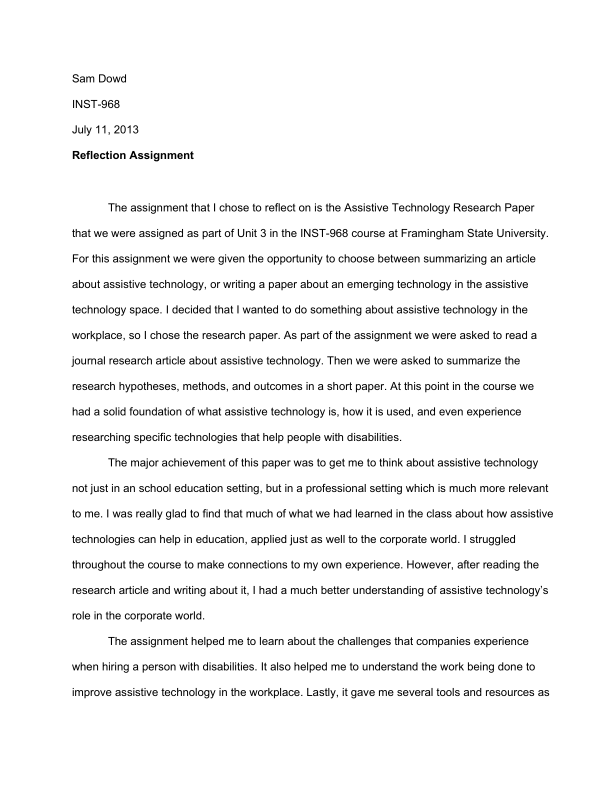 Sam Dowd
INST-968
July 11, 2013
Reflection Assignment
The assignment that I chose to reflect on is the Assistive Technology Research Paper
that we were assigned as part of Unit 3 in the INST-968 course at Framingham State University.
For this assignment we were given the opportunity to choose between summarizing an article
about assistive technology, or writing a paper about an emerging technology in the assistive
technology space. I decided that I wanted to do something about assistive technology in the
workplace, so I chose the research paper. As part of the assignment we were asked to read a
journal research article about assistive technology. Then we were asked to summarize the
research hypotheses, methods, and outcomes in a short paper. At this point in the course we
had a solid foundation of what assistive technology is, how it is used, and even experience
researching specific technologies that help people with disabilities.
The major achievement of this paper was to get me to think about assistive technology
not just in an school education setting, but in a professional setting which is much more relevant
to me. I was really glad to find that much of what we had learned in the class about how assistive
technologies can help in education, applied just as well to the corporate world. I struggled
throughout the course to make connections to my own experience. However, after reading the
research article and writing about it, I had a much better understanding of assistive technology's
role in the corporate world.
The assignment helped me to learn about the challenges that companies experience
when hiring a person with disabilities. It also helped me to understand the work being done to
improve assistive technology in the workplace. Lastly, it gave me several tools and resources as